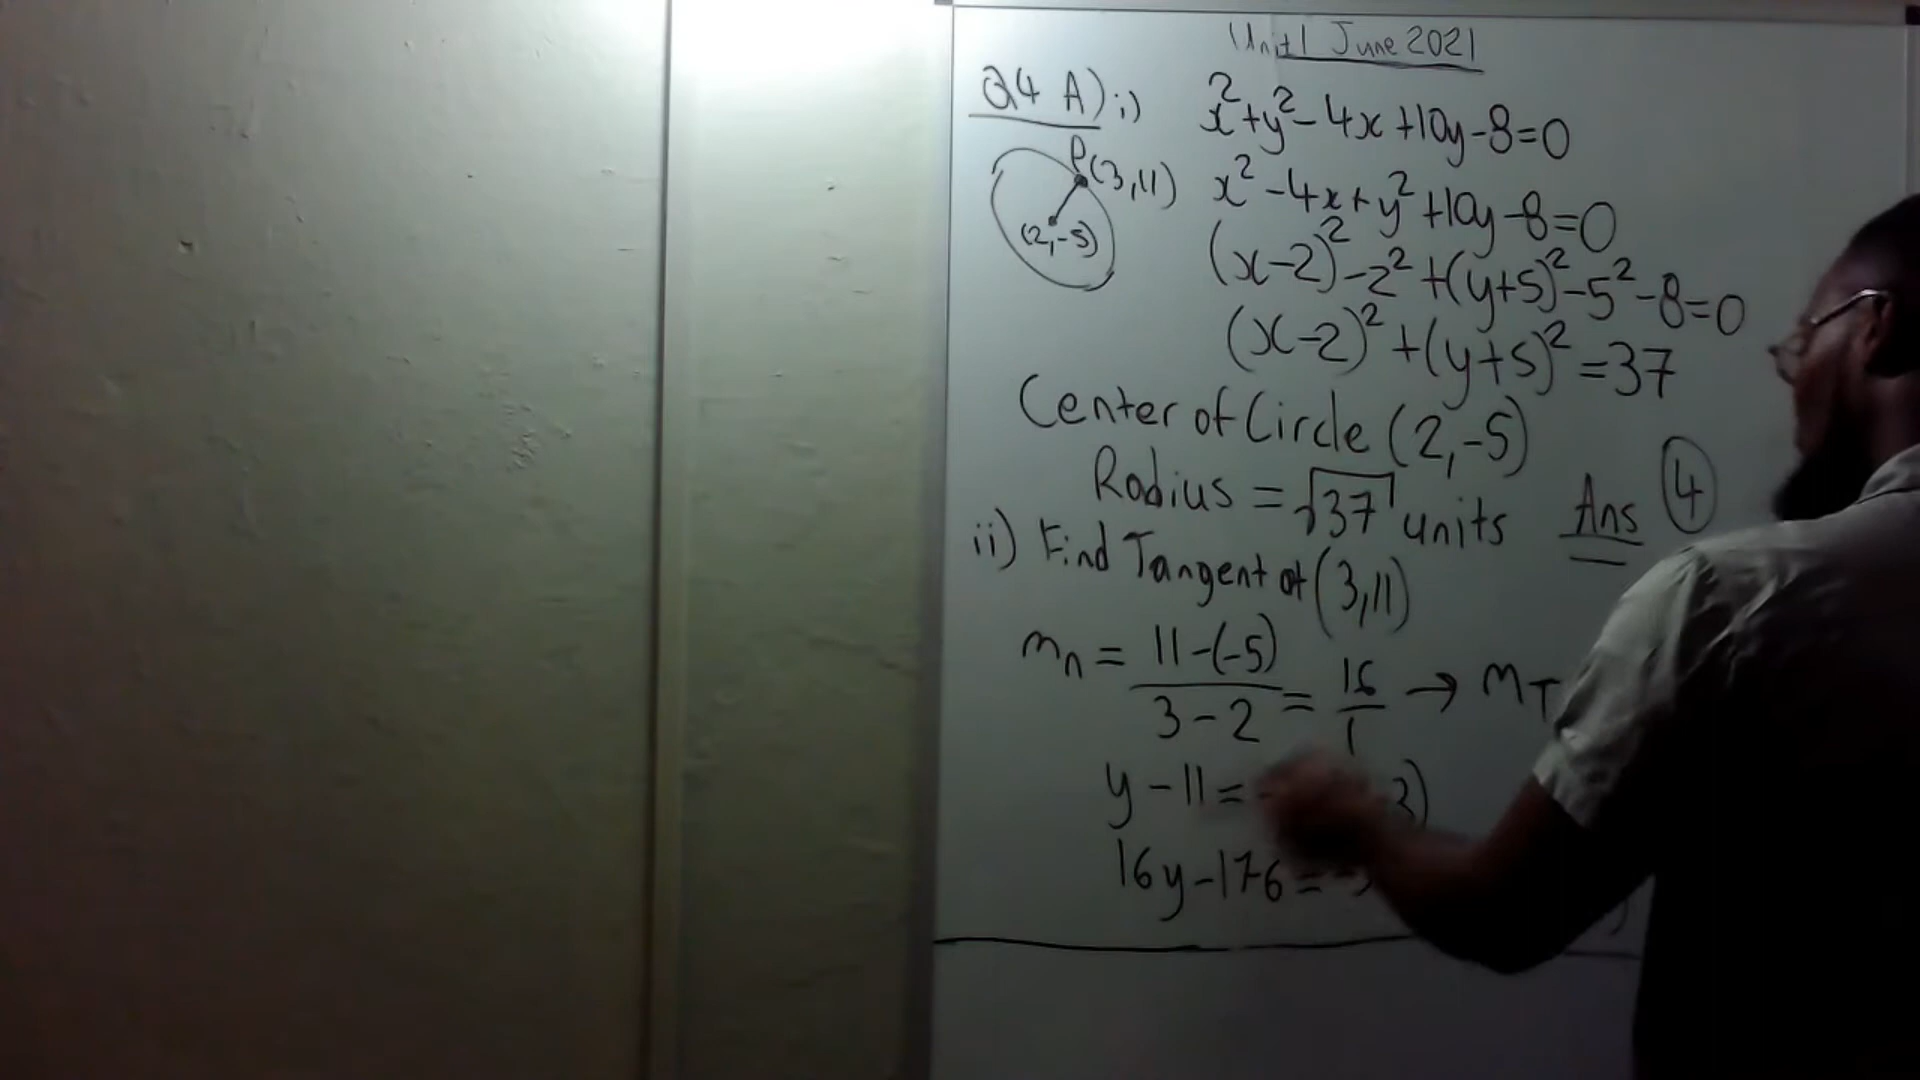 Unit 1 June 2021
Q4 A) i) x²+y²-4x+10y-8=0
P(3,11)
(2,-5)
x²-4x+y²+10y-8=0
(x-2)²-2²+(y+5)²-5²-8=0
(x-2)²+(y+5)²=37
Center of Circle (2,-5)
Radius = √37 units Ans 4
ii) Find Tangent at (3,11)
mₙ = 11-(-5) / 3-2 = 16/1 → m_T
y-11= 3)
16y-176=-